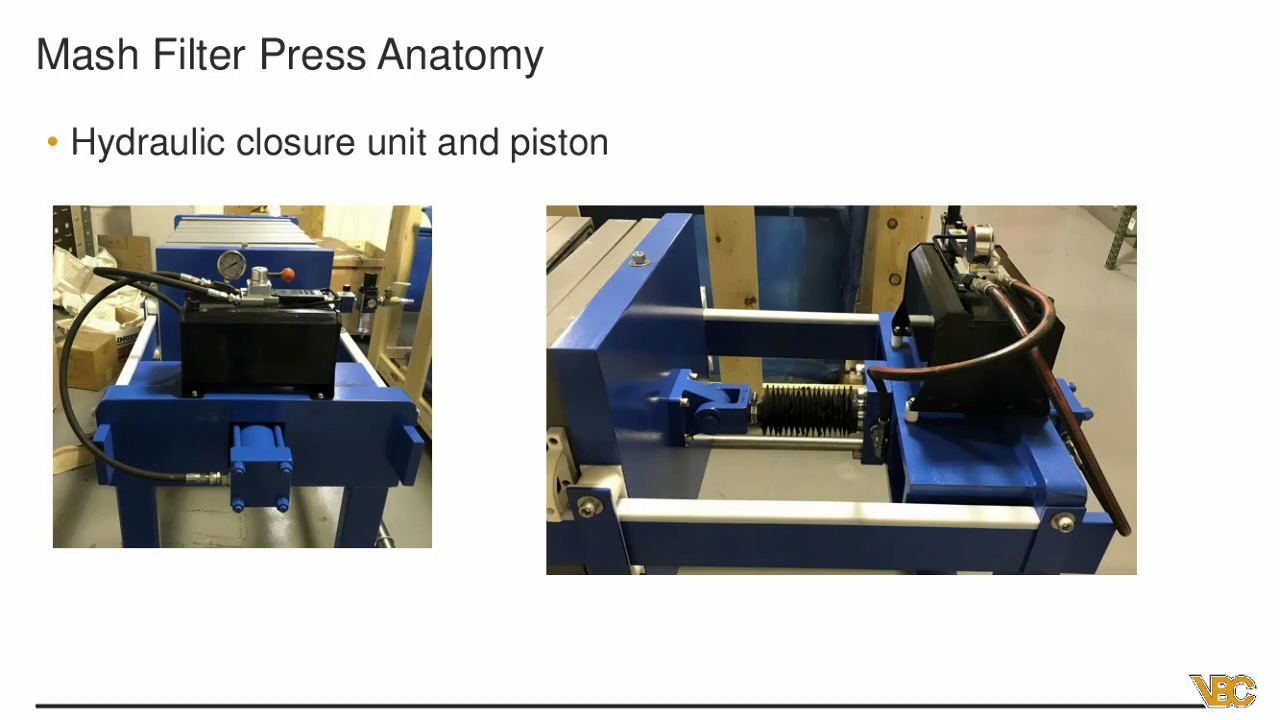 Mash Filter Press Anatomy
• Hydraulic closure unit and piston
VBC